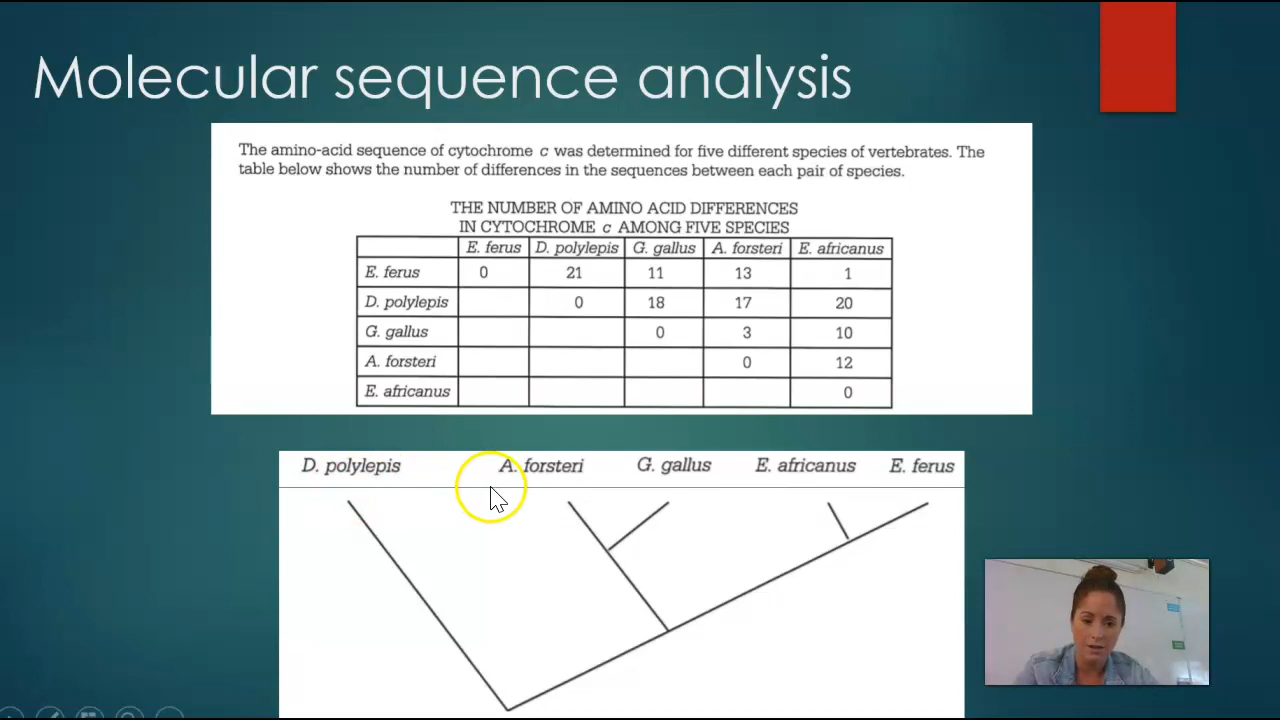 Molecular sequence analysis
The amino-acid sequence of cytochrome c was determined for five different species of vertebrates. The
table below shows the number of differences in the sequences between each pair of species.
THE NUMBER OF AMINO ACID DIFFERENCES
IN CYTOCHROME c AMONG FIVE SPECIES
E. ferus D. polylepis G. gallus A. forsteri E. africanus
E. ferus 0 21 11 13 1
D. polylepis 0 18 17 20
G. gallus 0 3 10
A. forsteri 0 12
E. africanus 0
D. polylepis A. forsteri G. gallus E. africanus E. ferus